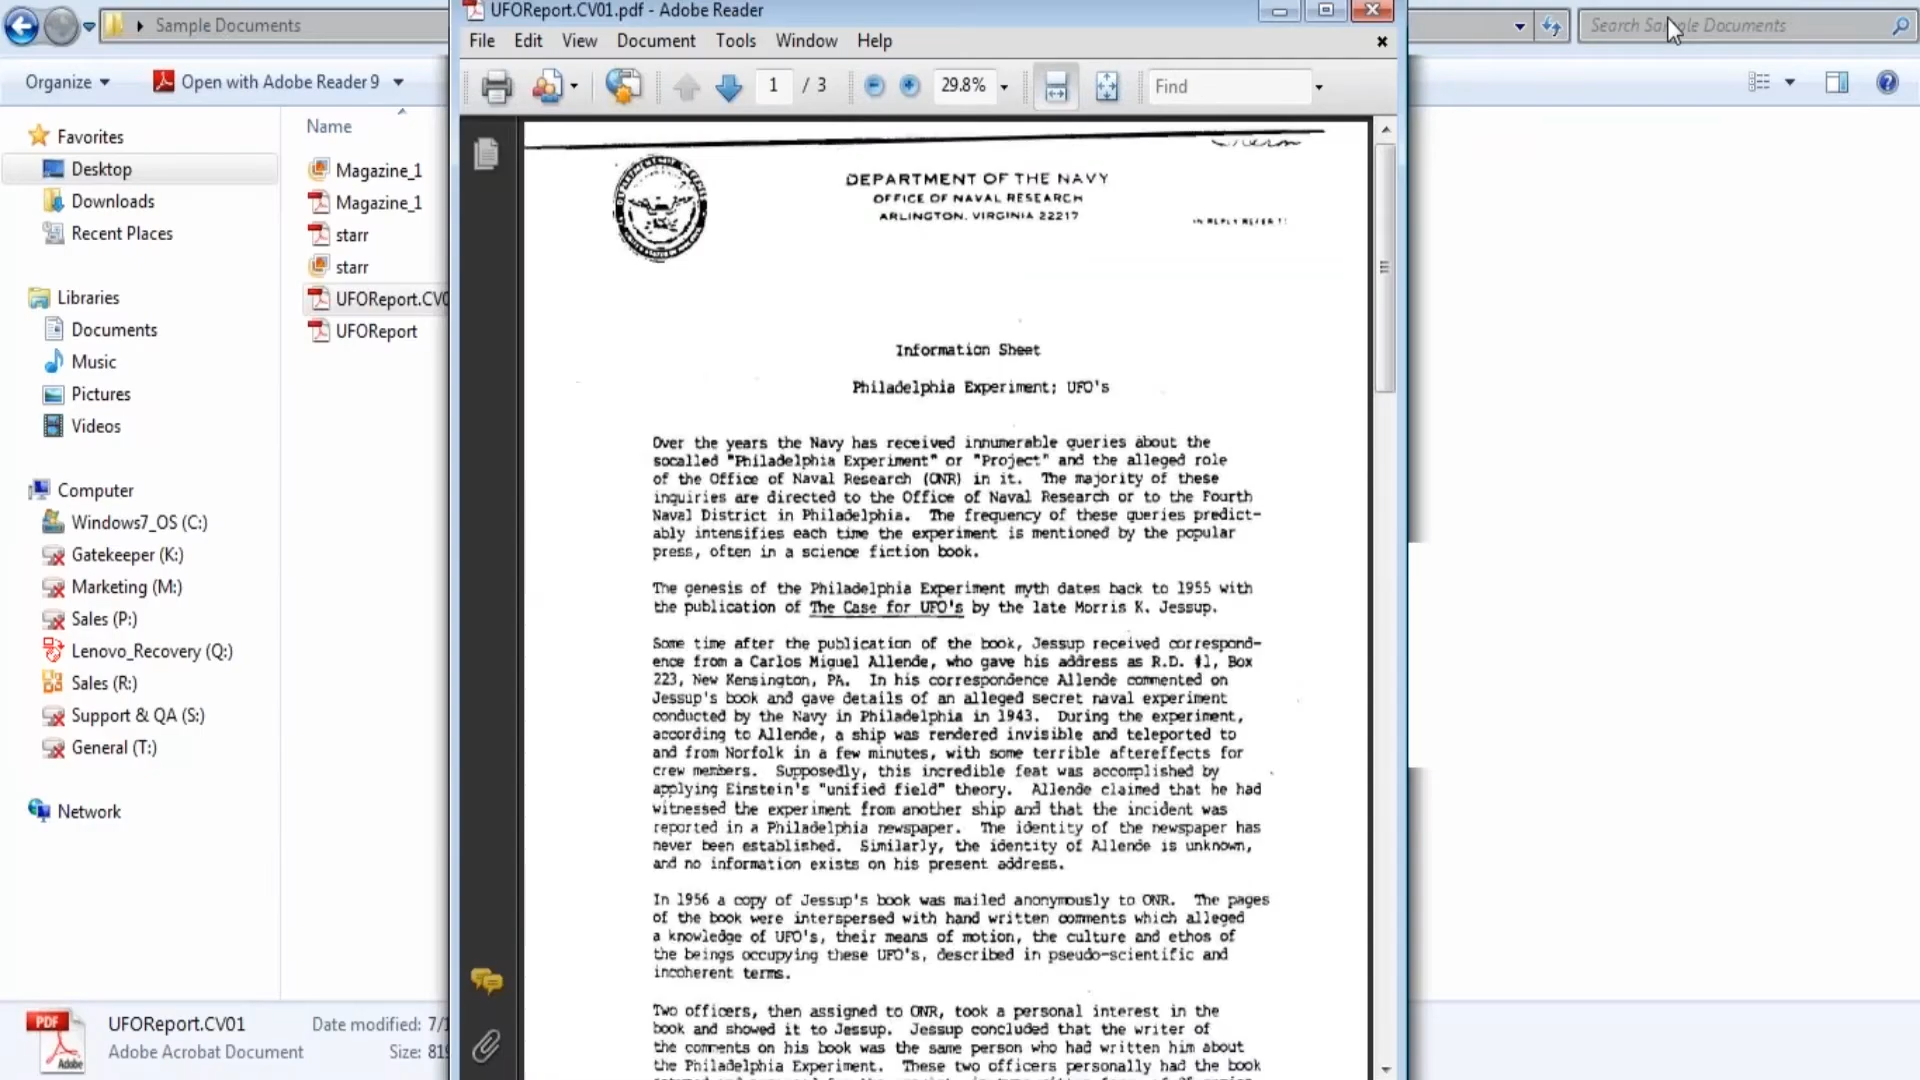 Sample Documents
UFOReport.CV01.pdf - Adobe Reader
Search Sample Documents
File Edit View Document Tools Window Help
Organize
Open with Adobe Reader 9
1 / 3
29.8%
Find
Favorites
Desktop
Downloads
Recent Places
Libraries
Documents
Music
Pictures
Videos
Computer
Windows7_OS (C:)
Gatekeeper (K:)
Marketing (M:)
Sales (P:)
Lenovo_Recovery (Q:)
Sales (R:)
Support & QA (S:)
General (T:)
Network
Name
Magazine_1
Magazine_1
starr
starr
UFOReport.CV0
UFOReport
DEPARTMENT OF THE NAVY
OFFICE OF NAVAL RESEARCH
ARLINGTON, VIRGINIA 22217
IN REPLY REFER T
Information Sheet
Philadelphia Experiment; UFO's
Over the years the Navy has received innumerable queries about the
socalled "Philadelphia Experiment" or "Project" and the alleged role
of the Office of Naval Research (ONR) in it. The majority of these
inquiries are directed to the Office of Naval Research or to the Fourth
Naval District in Philadelphia. The frequency of these queries predict-
ably intensifies each time the experiment is mentioned by the popular
press, often in a science fiction book.
The genesis of the Philadelphia Experiment myth dates back to 1955 with
the publication of The Case for UFO's by the late Morris K. Jessup.
Some time after the publication of the book, Jessup received correspond-
ence from a Carlos Miguel Allende, who gave his address as R.D. #1, Box
223, New Kensington, PA. In his correspondence Allende commented on
Jessup's book and gave details of an alleged secret naval experiment
conducted by the Navy in Philadelphia in 1943. During the experiment,
according to Allende, a ship was rendered invisible and teleported to
and from Norfolk in a few minutes, with some terrible aftereffects for
crew members. Supposedly, this incredible feat was accomplished by
applying Einstein's "unified field" theory. Allende claimed that he had
witnessed the experiment from another ship and that the incident was
reported in a Philadelphia newspaper. The identity of the newspaper has
never been established. Similarly, the identity of Allende is unknown,
and no information exists on his present address.
In 1956 a copy of Jessup's book was mailed anonymously to ONR. The pages
of the book were interspersed with hand written comments which alleged
a knowledge of UFO's, their means of motion, the culture and ethos of
the beings occupying these UFO's, described in pseudo-scientific and
incoherent terms.
Two officers, then assigned to ONR, took a personal interest in the
book and showed it to Jessup. Jessup concluded that the writer of
the comments on his book was the same person who had written him about
the Philadelphia Experiment. These two officers personally had the book
PDF
Adobe
UFOReport.CV01
Date modified: 7/1
Adobe Acrobat Document
Size: 819